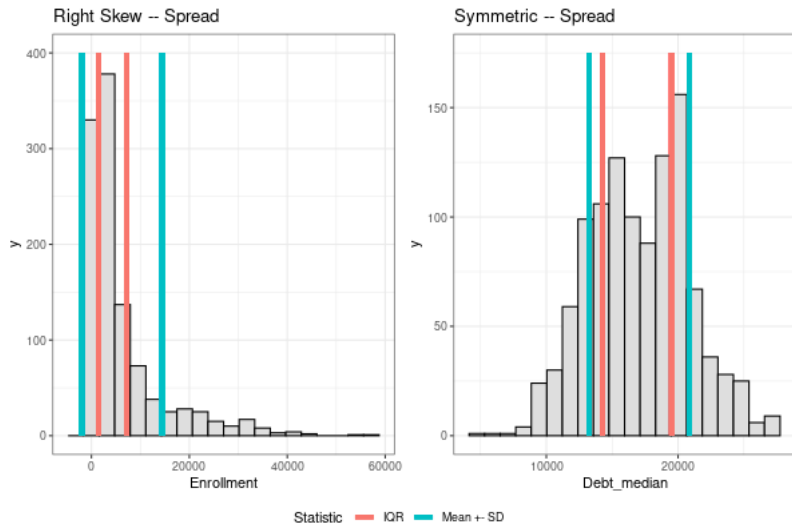 Right Skew -- Spread
400
300
200
100
0
y
0 20000 40000 60000
Enrollment
Symmetric -- Spread
150
100
50
0
y
10000 20000
Debt_median
Statistic IQR Mean +- SD